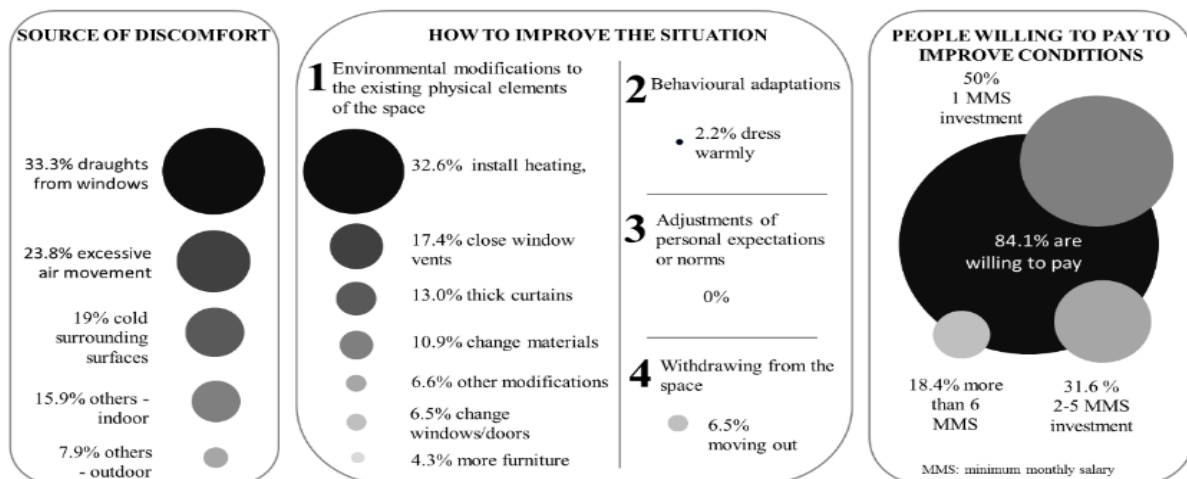 SOURCE OF DISCOMFORT
33.3% draughts
from windows
23.8% excessive
air movement
19% cold
surrounding
surfaces
15.9% others -
indoor
7.9% others
- outdoor
HOW TO IMPROVE THE SITUATION
1 Environmental modifications to
the existing physical elements
of the space
32.6% install heating,
17.4% close window
vents
13.0% thick curtains
10.9% change materials
6.6% other modifications
6.5% change
windows/doors
4.3% more furniture
2 Behavioural adaptations
2.2% dress
warmly
3 Adjustments of
personal expectations
or norms
0%
4 Withdrawing from the
space
6.5%
moving out
PEOPLE WILLING TO PAY TO
IMPROVE CONDITIONS
50%
1 MMS
investment
84.1% are
willing to pay
18.4% more
than 6
MMS
31.6 %
2-5 MMS
investment
MMS: minimum monthly salary